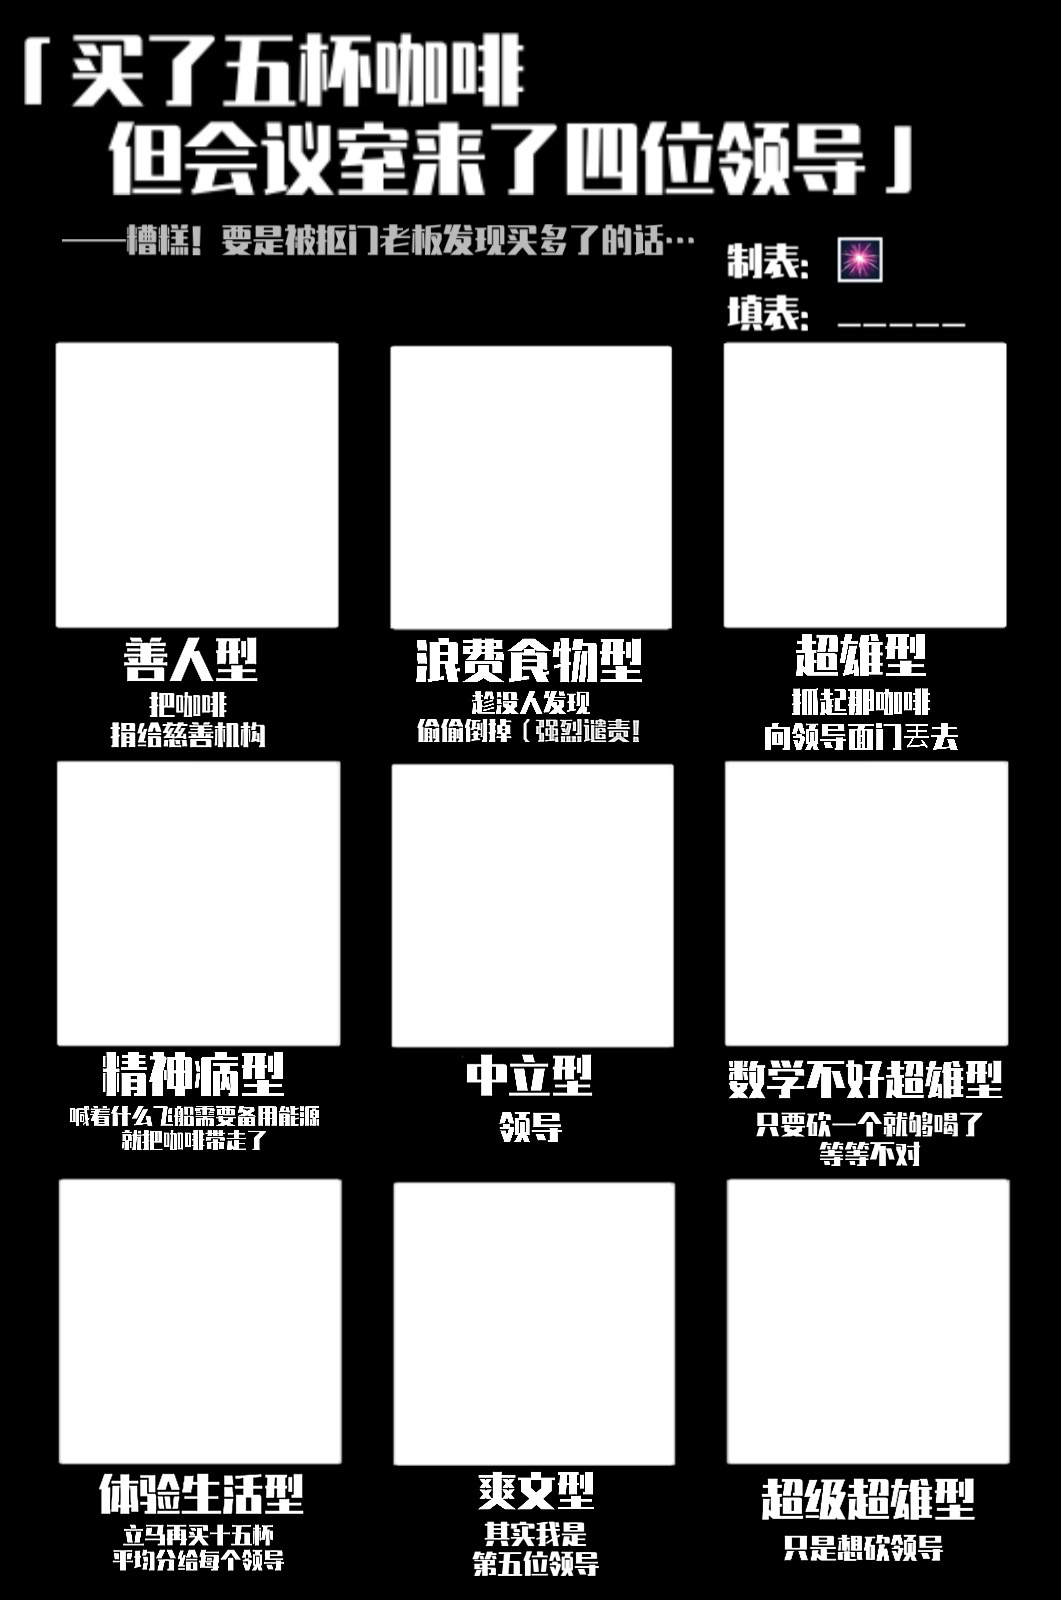 「买了五杯咖啡
但会议室来了四位领导」
——糟糕！要是被抠门老板发现买多了的话…
制表：
填表：_____
善人型
把咖啡
捐给慈善机构
浪费食物型
趁没人发现
偷偷倒掉（强烈谴责！
超雄型
抓起那咖啡
向领导面门丢去
精神病型
喊着什么飞船需要备用能源
就把咖啡带走了
中立型
领导
数学不好超雄型
只要砍一个就够喝了
等等不对
体验生活型
立马再买十五杯
平均分给每个领导
爽文型
其实我是
第五位领导
超级超雄型
只是想砍领导